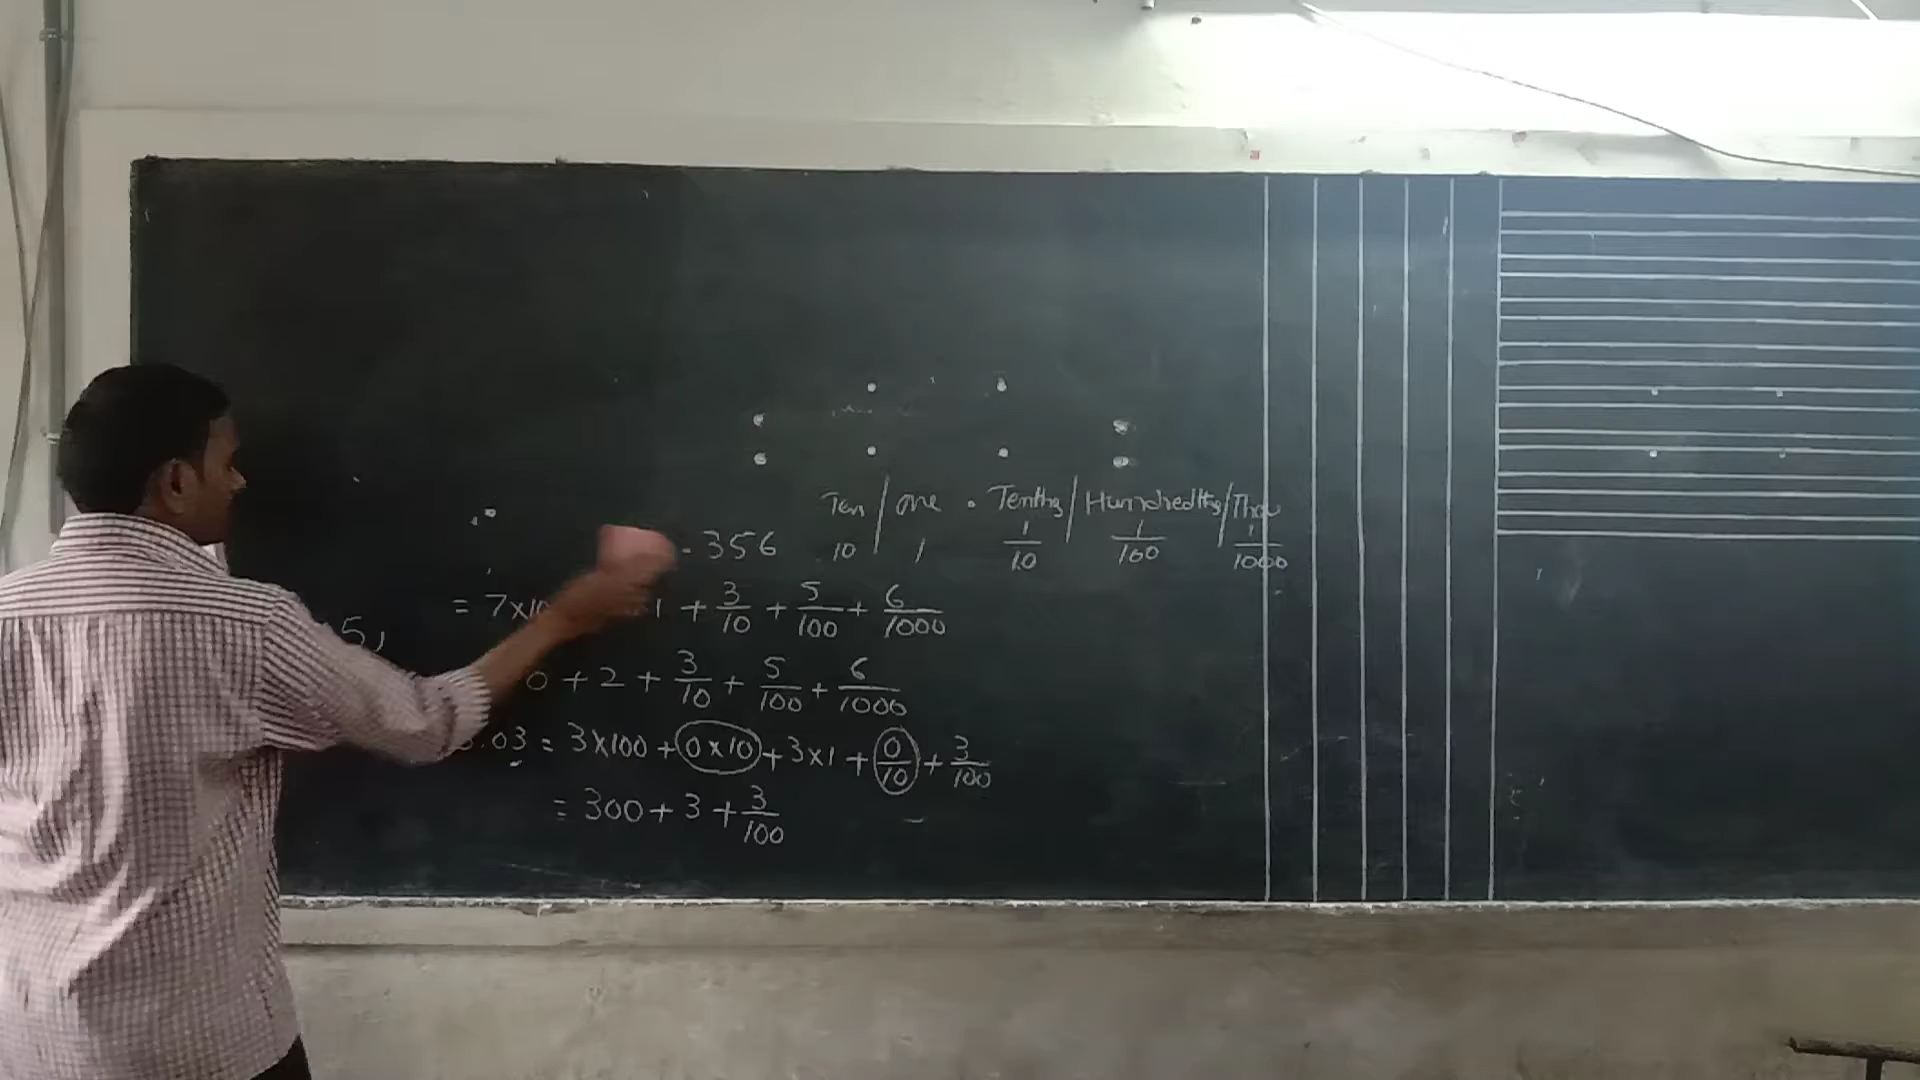 Ten / one . Tenths / Hundredths / Thou
.356 10 1 1/10 1/100 1/1000
= 7×10 1 + 3/10 + 5/100 + 6/1000
5,
0 + 2 + 3/10 + 5/100 + 6/1000
.03 = 3×100 + 0×10 + 3×1 + 0/10 + 3/100
= 300 + 3 + 3/100